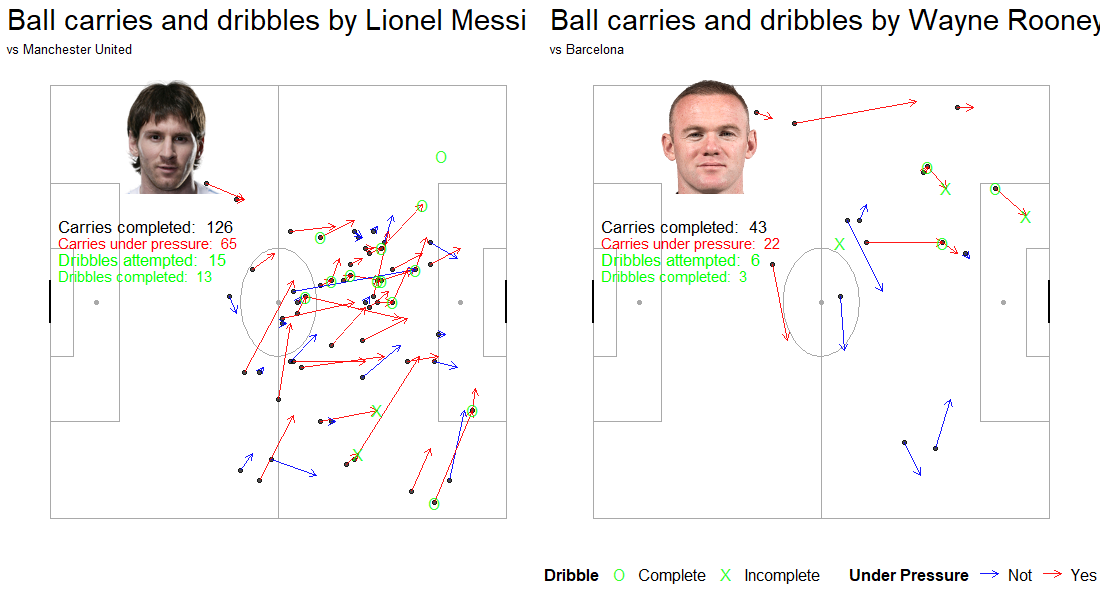 Ball carries and dribbles by Lionel Messi
vs Manchester United
Carries completed: 126
Carries under pressure: 65
Dribbles attempted: 15
Dribbles completed: 13
Ball carries and dribbles by Wayne Rooney
vs Barcelona
Carries completed: 43
Carries under pressure: 22
Dribbles attempted: 6
Dribbles completed: 3
Dribble O Complete X Incomplete Under Pressure Not Yes